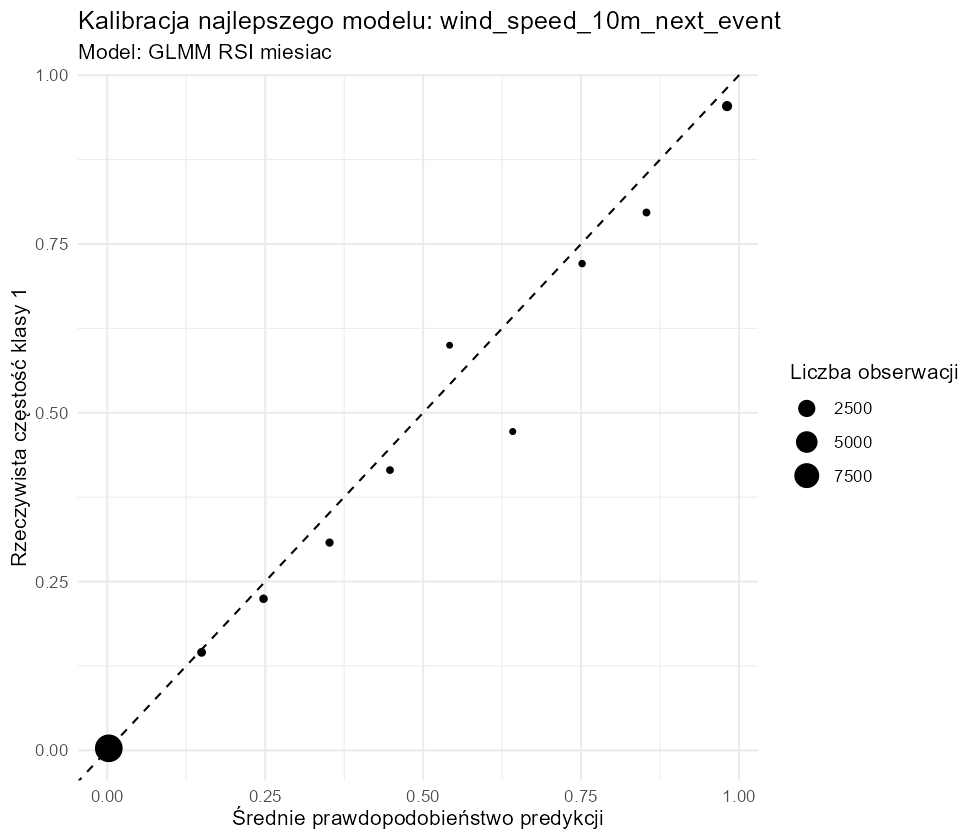 Kalibracja najlepszego modelu: wind_speed_10m_next_event
Model: GLMM RSI miesiac
1.00
0.75
0.50
0.25
0.00
Rzeczywista częstość klasy 1
0.00
0.25
0.50
0.75
1.00
Średnie prawdopodobieństwo predykcji
Liczba obserwacji
2500
5000
7500